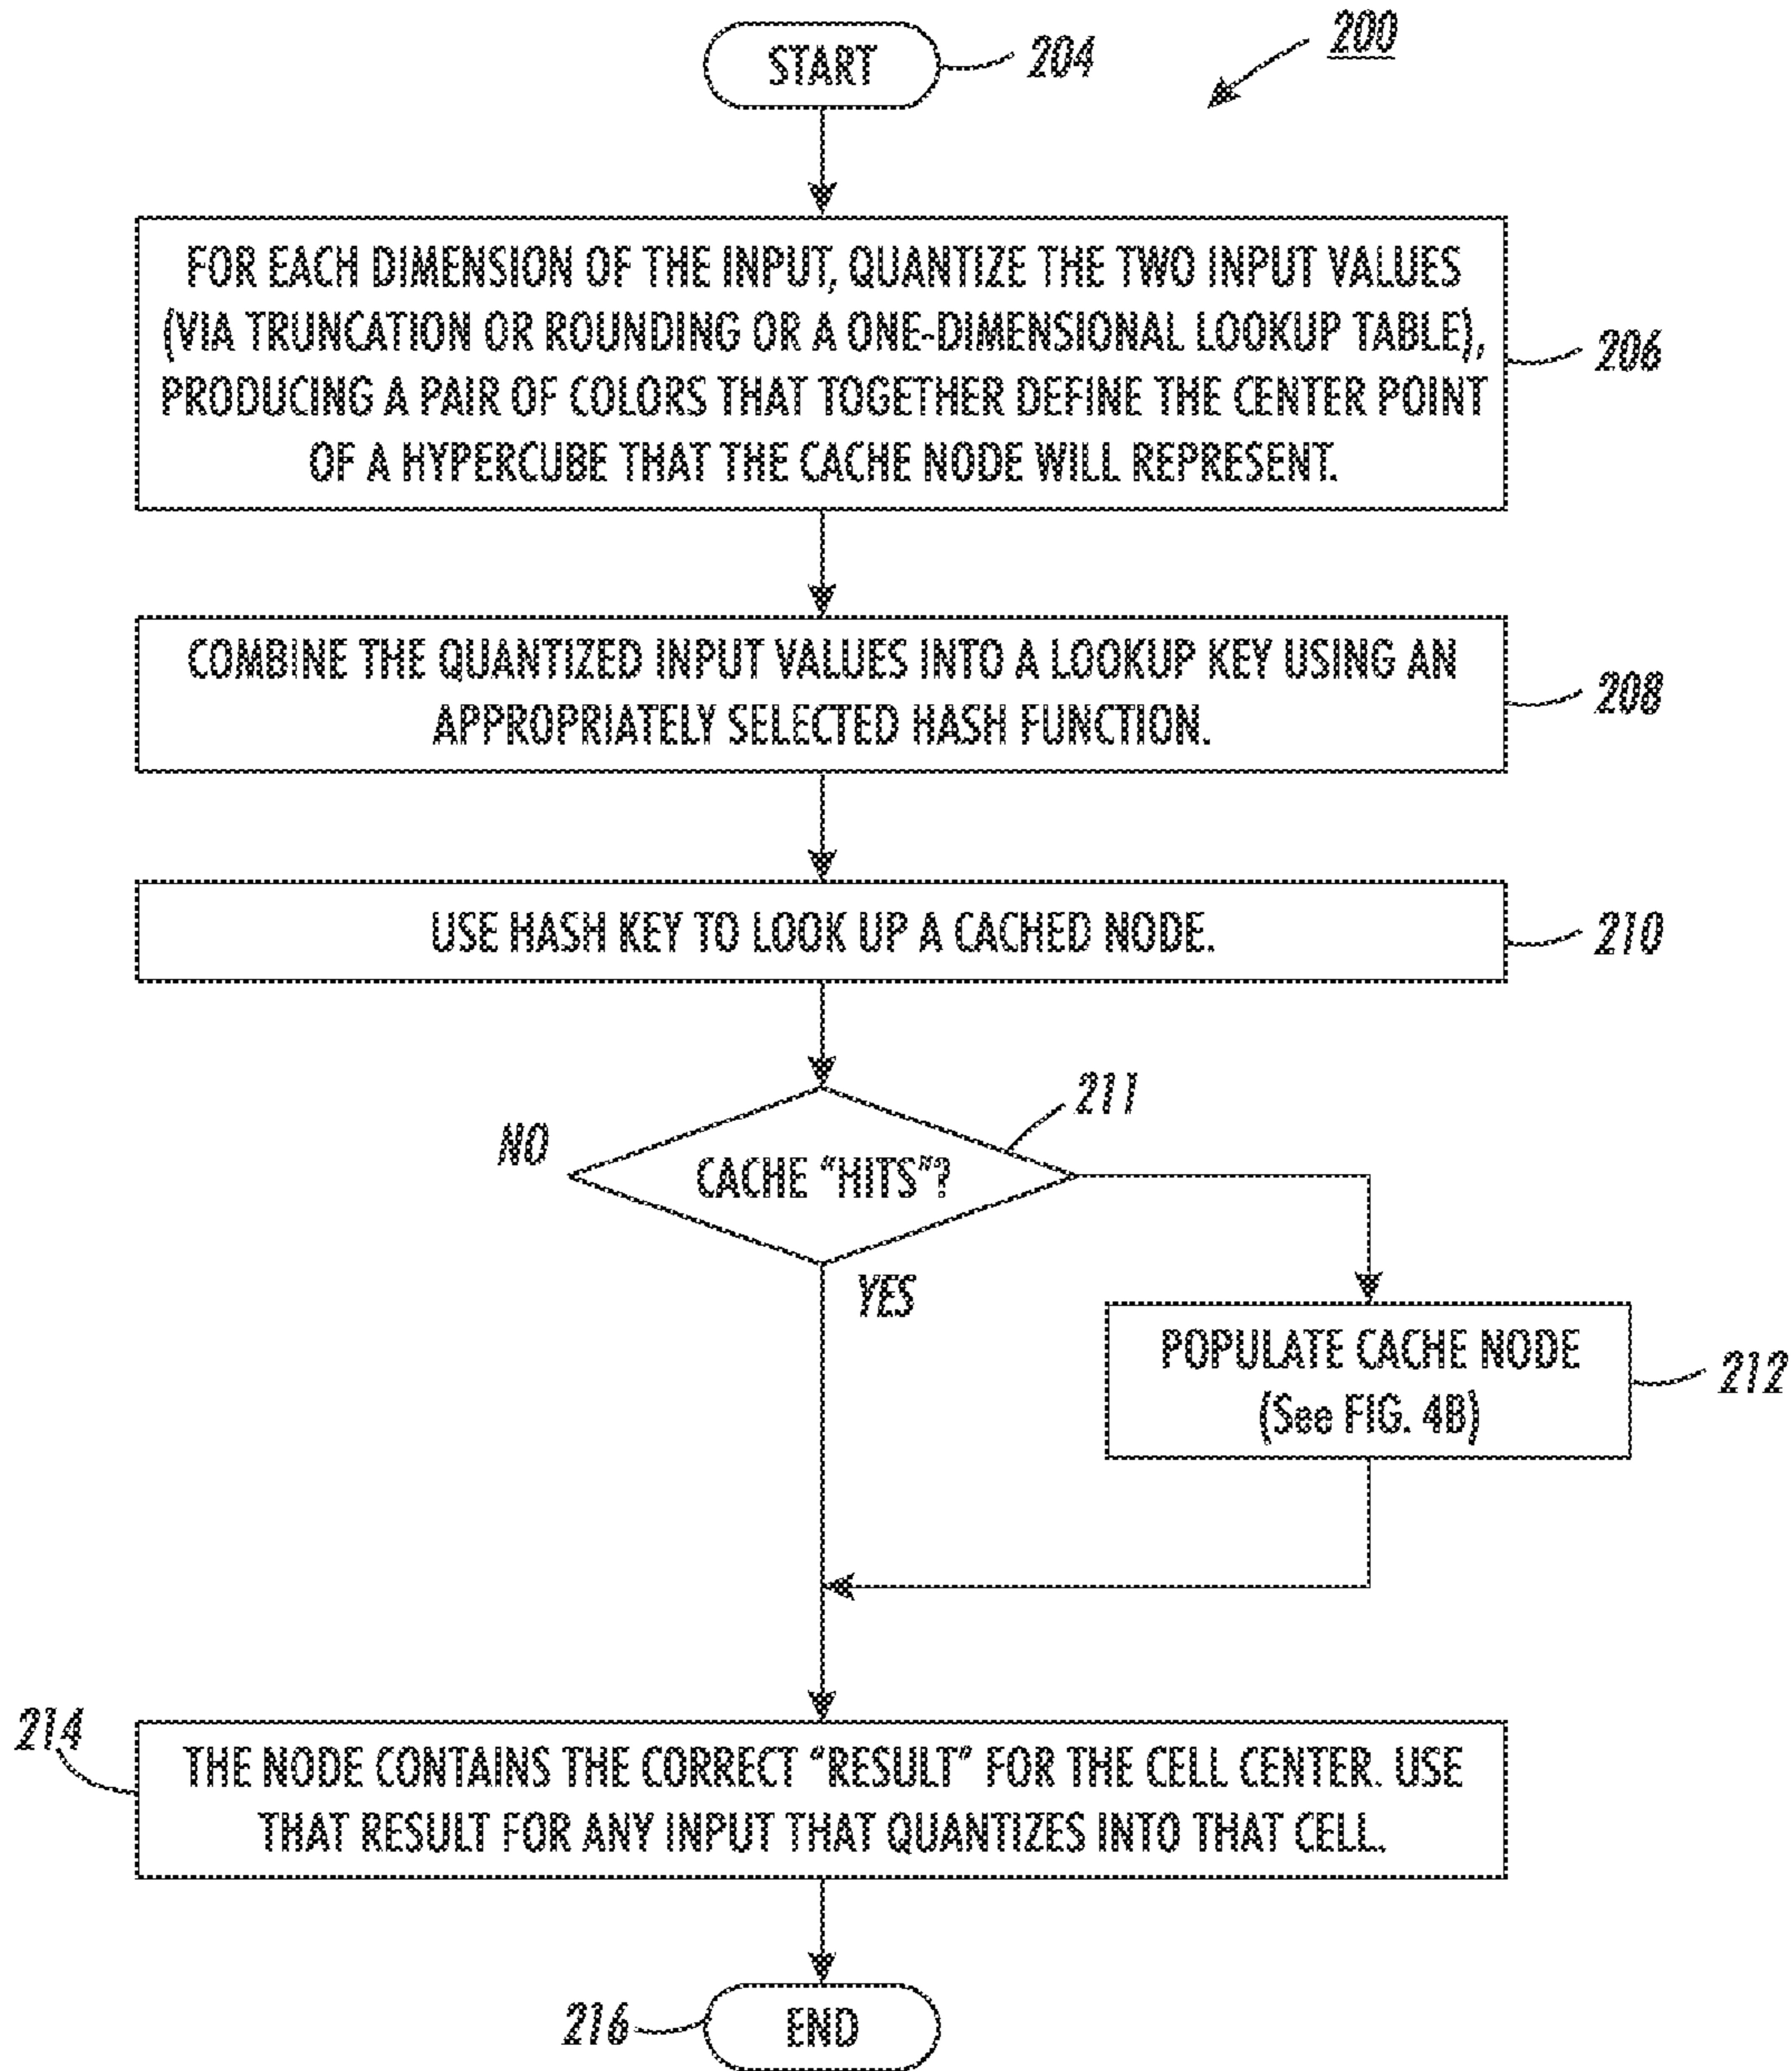 200
START
204
FOR EACH DIMENSION OF THE INPUT, QUANTIZE THE TWO INPUT VALUES
(VIA TRUNCATION OR ROUNDING OR A ONE-DIMENSIONAL LOOKUP TABLE),
PRODUCING A PAIR OF COLORS THAT TOGETHER DEFINE THE CENTER POINT
OF A HYPERCUBE THAT THE CACHE NODE WILL REPRESENT.
206
COMBINE THE QUANTIZED INPUT VALUES INTO A LOOKUP KEY USING AN
APPROPRIATELY SELECTED HASH FUNCTION.
208
USE HASH KEY TO LOOK UP A CACHED NODE.
210
211
NO
CACHE “HITS”?
YES
POPULATE CACHE NODE
(See FIG. 4B)
212
214
THE NODE CONTAINS THE CORRECT “RESULT” FOR THE CELL CENTER. USE
THAT RESULT FOR ANY INPUT THAT QUANTIZES INTO THAT CELL.
216
END